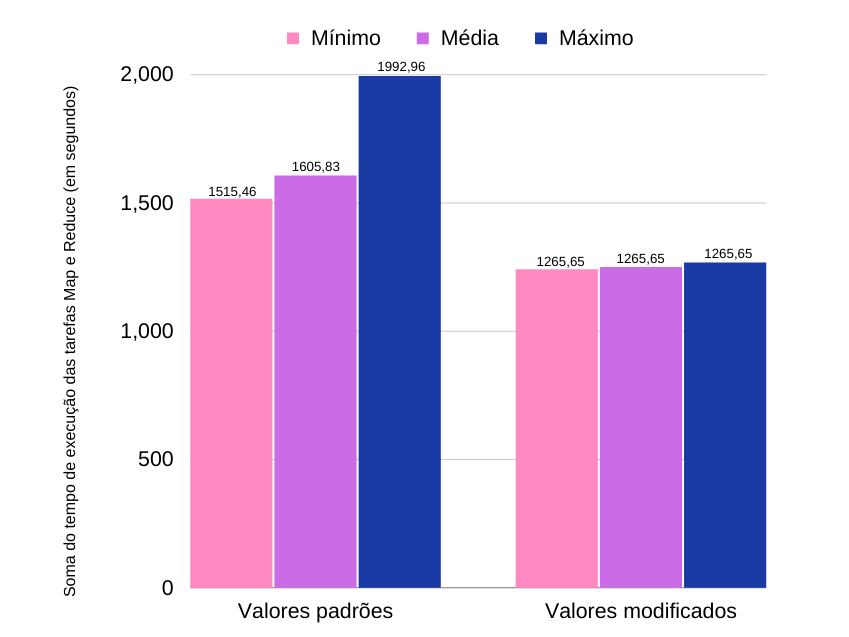 Mínimo Média Máximo
Soma do tempo de execução das tarefas Map e Reduce (em segundos)
2,000
1,500
1,000
500
0
1992,96
1605,83
1515,46
1265,65
1265,65
1265,65
Valores padrões
Valores modificados